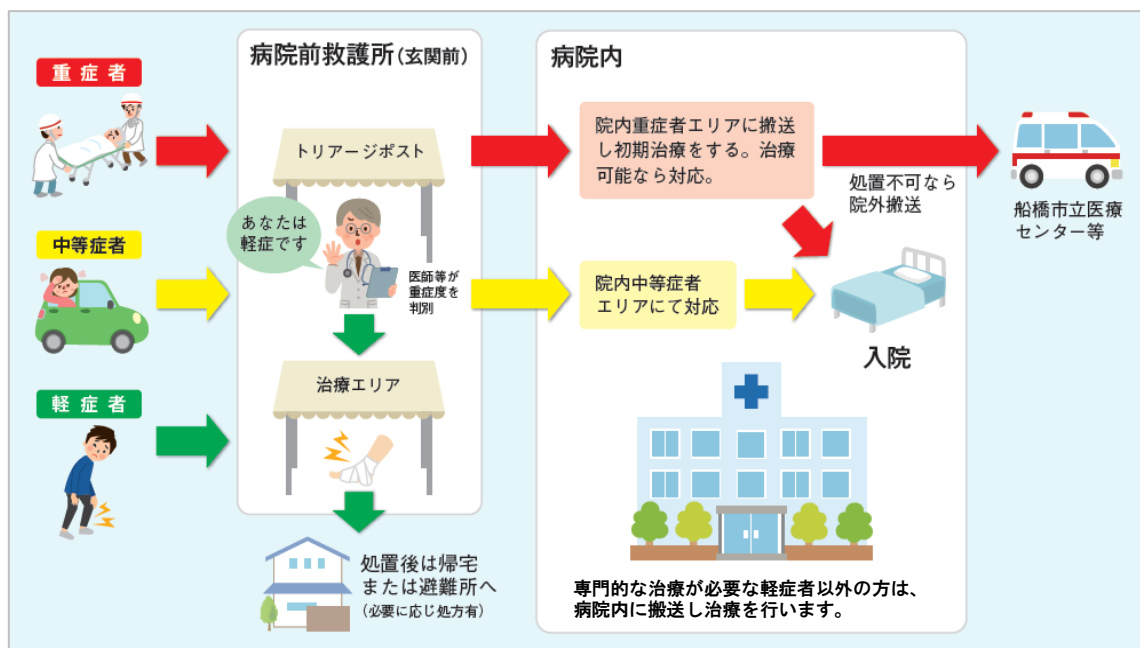 重症者
中等症者
軽症者
病院前救護所(玄関前)
トリアージポスト
あなたは
軽症です
医師等が
重症度を
判別
治療エリア
処置後は帰宅
または避難所へ
(必要に応じ処方有)
病院内
院内重症者エリアに搬送
し初期治療をする。治療
可能なら対応。
処置不可なら
院外搬送
院内中等症者
エリアにて対応
入院
専門的な治療が必要な軽症者以外の方は、
病院内に搬送し治療を行います。
船橋市立医療
センター等